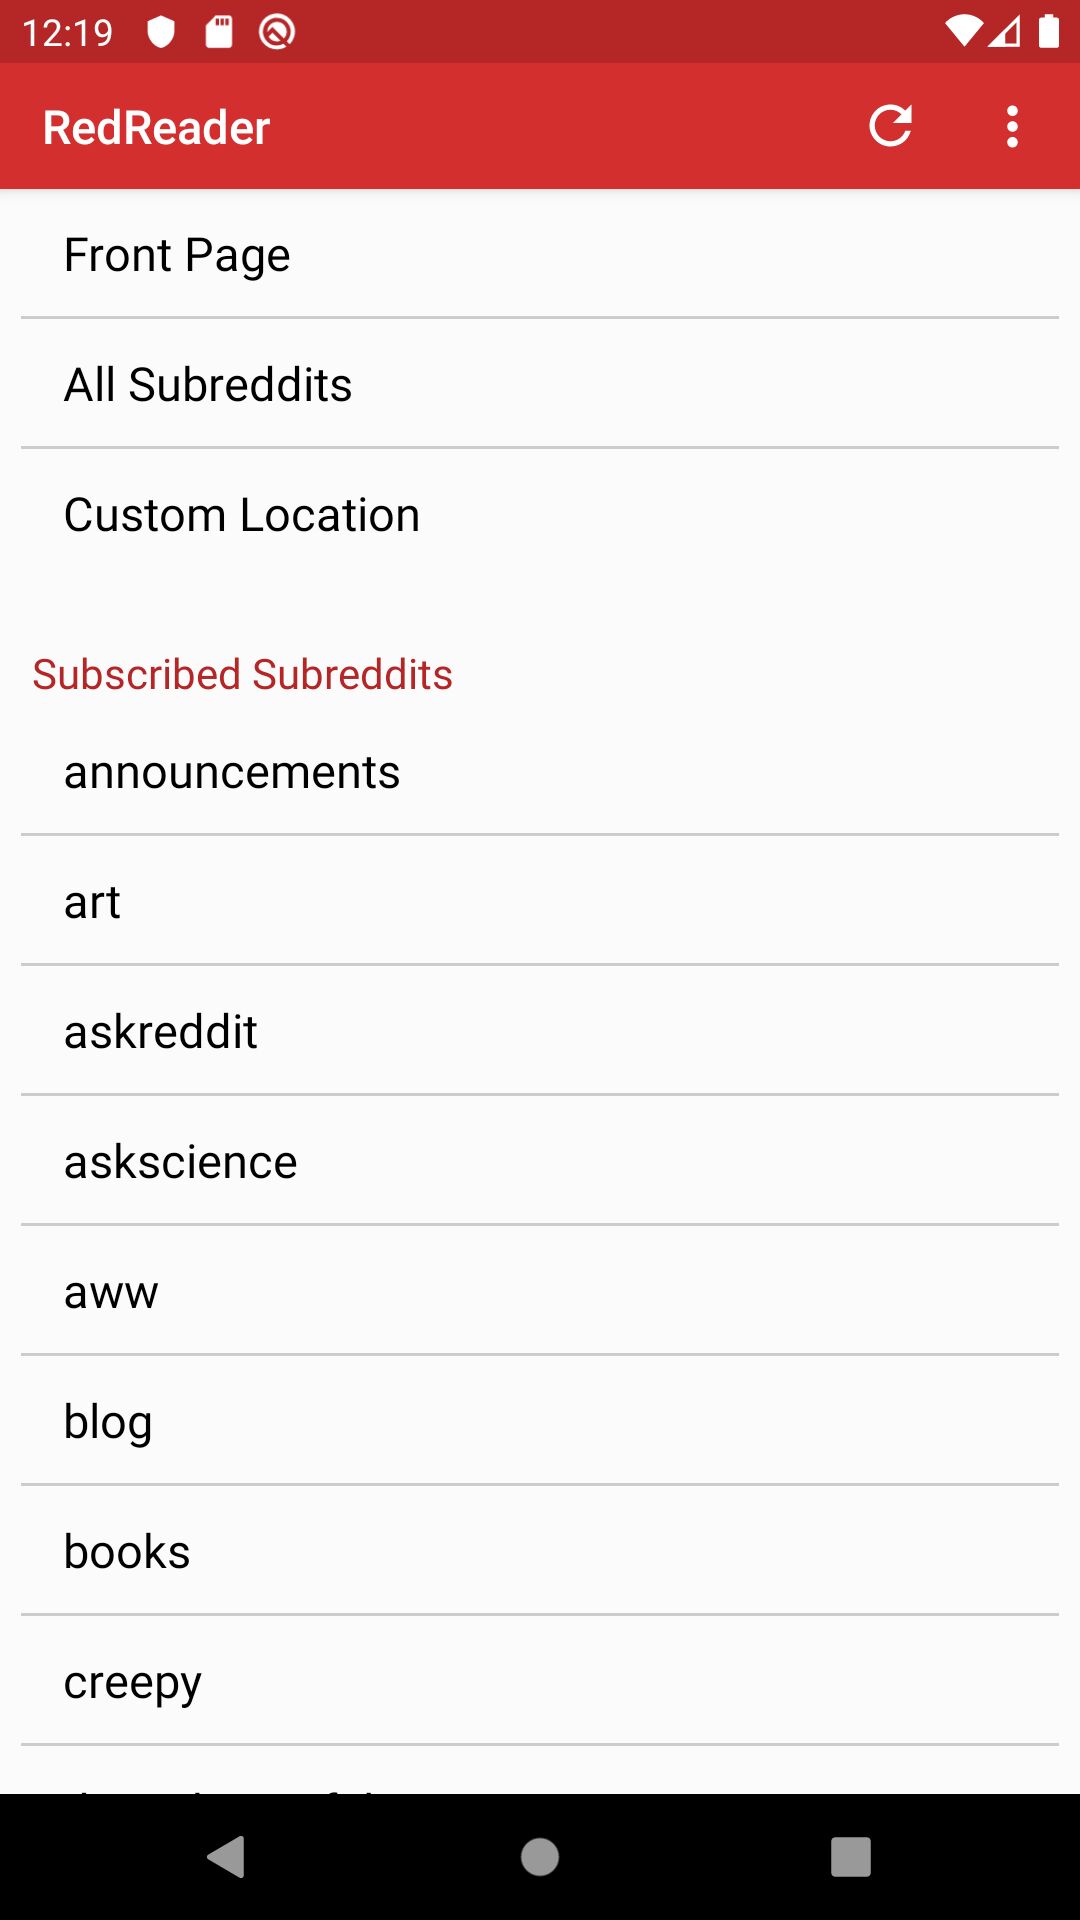 12:19
RedReader
Front Page
All Subreddits
Custom Location
Subscribed Subreddits
announcements
art
askreddit
askscience
aww
blog
books
creepy